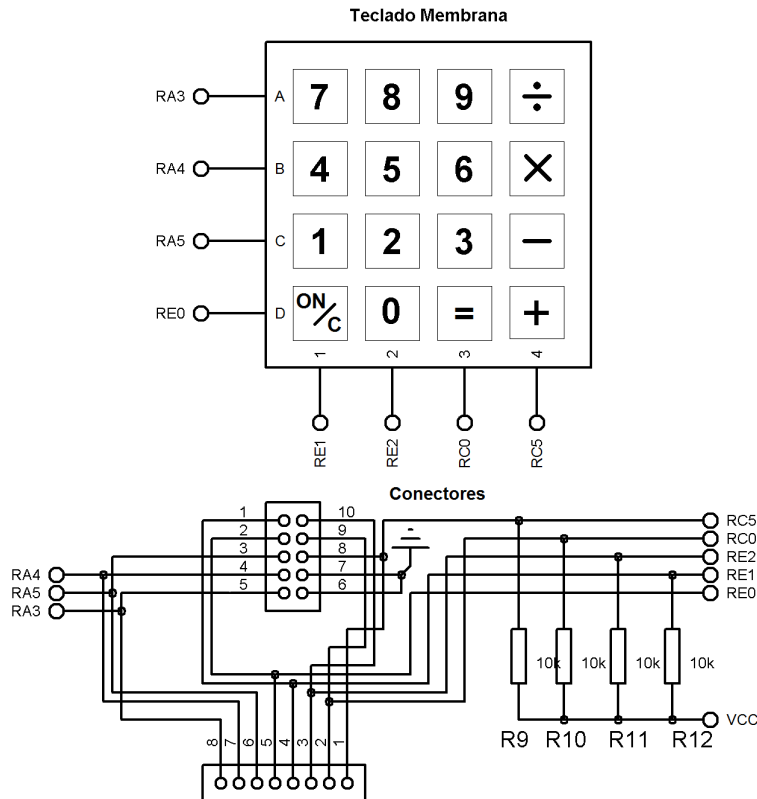 Teclado Membrana
RA3 A 7 8 9 ÷
RA4 B 4 5 6 ×
RA5 C 1 2 3 −
RE0 D ON/C 0 = +
1 2 3 4
RE1 RE2 RC0 RC5
Conectores
1 10
2 9
3 8
4 7
5 6
RA4
RA5
RA3
RC5
RC0
RE2
RE1
RE0
10k 10k 10k 10k
VCC
R9 R10 R11 R12
8 7 6 5 4 3 2 1